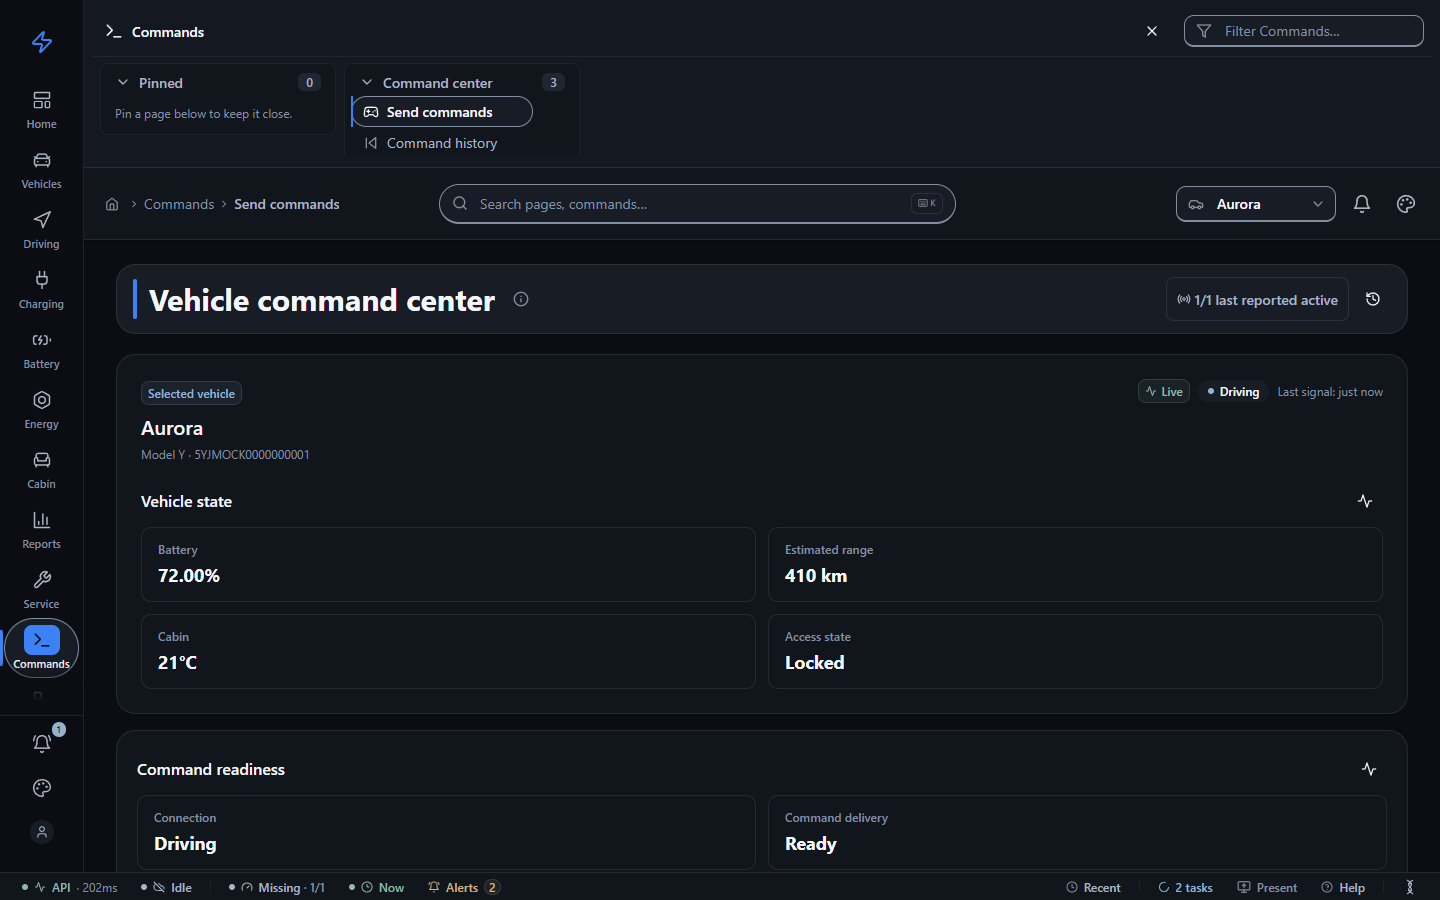 Commands
Filter Commands...
Pinned 0
Pin a page below to keep it close.
Command center 3
Send commands
Command history
Home
Vehicles
Driving
Charging
Battery
Energy
Cabin
Reports
Service
Commands
1
Commands
Send commands
Search pages, commands...
K
Aurora
Vehicle command center
1/1 last reported active
Selected vehicle
Live
Driving
Last signal: just now
Aurora
Model Y · 5YJMOCK0000000001
Vehicle state
Battery
72.00%
Estimated range
410 km
Cabin
21°C
Access state
Locked
Command readiness
Connection
Driving
Command delivery
Ready
API · 202ms
Idle
Missing · 1/1
Now
Alerts 2
Recent
2 tasks
Present
Help